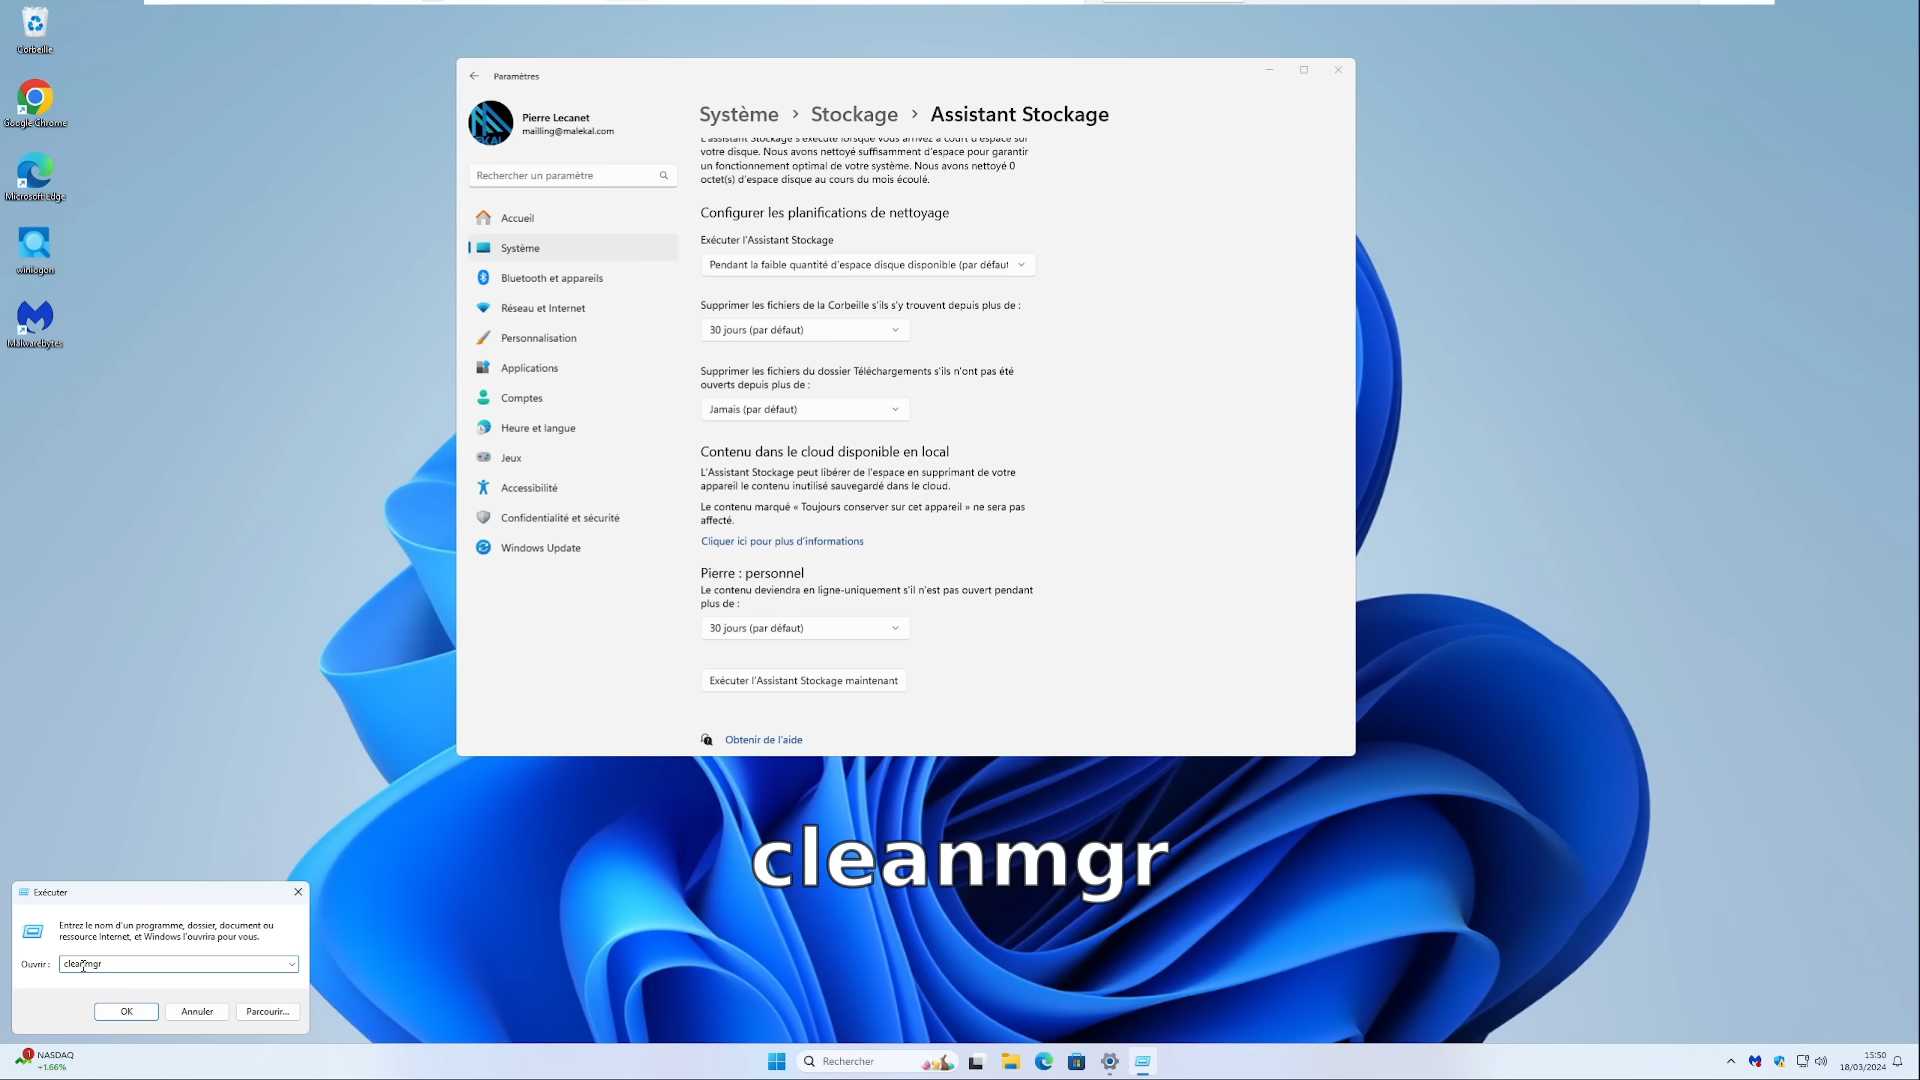 Corbeille
Google Chrome
Microsoft Edge
winlogon
Malwarebytes
Paramètres
Pierre Lecanet
mailling@malekal.com
Rechercher un paramètre
Accueil
Système
Bluetooth et appareils
Réseau et Internet
Personnalisation
Applications
Comptes
Heure et langue
Jeux
Accessibilité
Confidentialité et sécurité
Windows Update
Système > Stockage > Assistant Stockage
L'assistant Stockage s'exécute lorsque vous arrivez à court d'espace sur
votre disque. Nous avons nettoyé suffisamment d'espace pour garantir
un fonctionnement optimal de votre système. Nous avons nettoyé 0
octet(s) d'espace disque au cours du mois écoulé.
Configurer les planifications de nettoyage
Exécuter l'Assistant Stockage
Pendant la faible quantité d'espace disque disponible (par défaut
Supprimer les fichiers de la Corbeille s'ils s'y trouvent depuis plus de :
30 jours (par défaut)
Supprimer les fichiers du dossier Téléchargements s'ils n'ont pas été
ouverts depuis plus de :
Jamais (par défaut)
Contenu dans le cloud disponible en local
L'Assistant Stockage peut libérer de l'espace en supprimant de votre
appareil le contenu inutilisé sauvegardé dans le cloud.
Le contenu marqué « Toujours conserver sur cet appareil » ne sera pas
affecté.
Cliquer ici pour plus d'informations
Pierre : personnel
Le contenu deviendra en ligne-uniquement s'il n'est pas ouvert pendant
plus de :
30 jours (par défaut)
Exécuter l'Assistant Stockage maintenant
Obtenir de l'aide
cleanmgr
Exécuter
Entrez le nom d'un programme, dossier, document ou
ressource Internet, et Windows l'ouvrira pour vous.
Ouvrir :
cleanmgr
OK
Annuler
Parcourir...
1
NASDAQ
+1.66%
Rechercher
15:50
18/03/2024